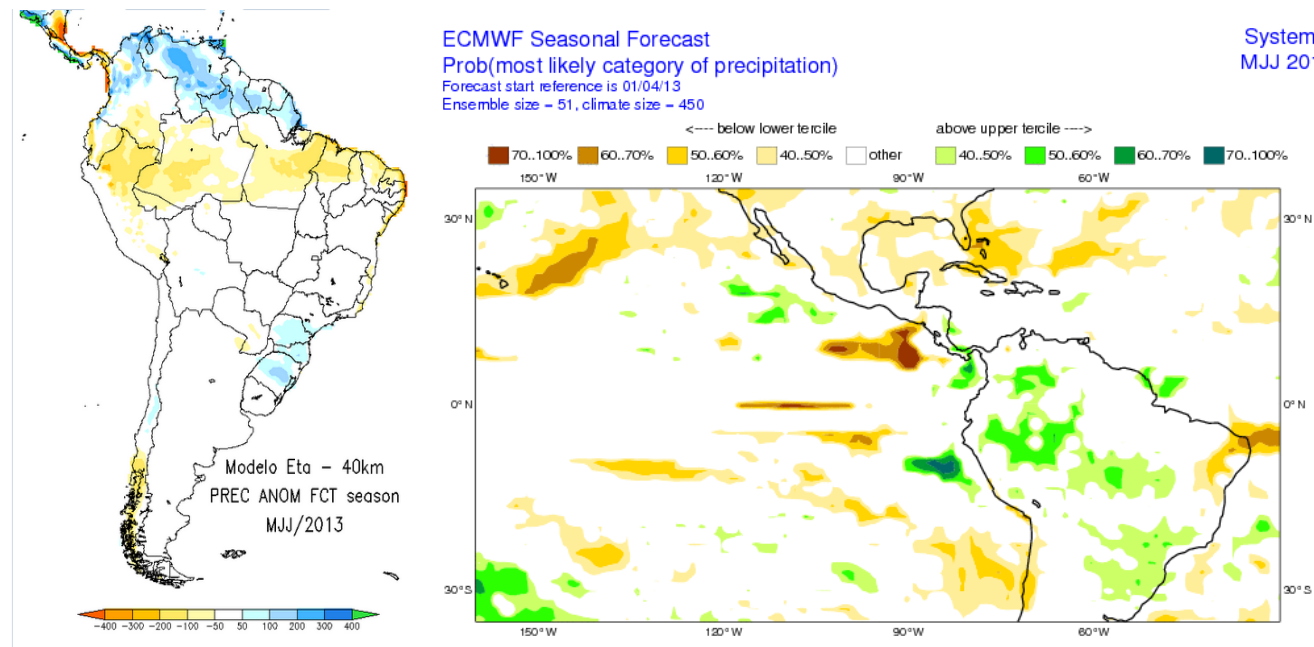 Modelo Eta – 40km
PREC ANOM FCT season
MJJ/2013
−400 −300 −200 −100 −50 50 100 200 300 400
ECMWF Seasonal Forecast
Prob(most likely category of precipitation)
Forecast start reference is 01/04/13
Ensemble size = 51, climate size = 450
System
MJJ 201
<---- below lower tercile above upper tercile ---->
70..100% 60..70% 50..60% 40..50% other 40..50% 50..60% 60..70% 70..100%
150°W 120°W 90°W 60°W
30°N 30°N
0°N 0°N
30°S 30°S
150°W 120°W 90°W 60°W